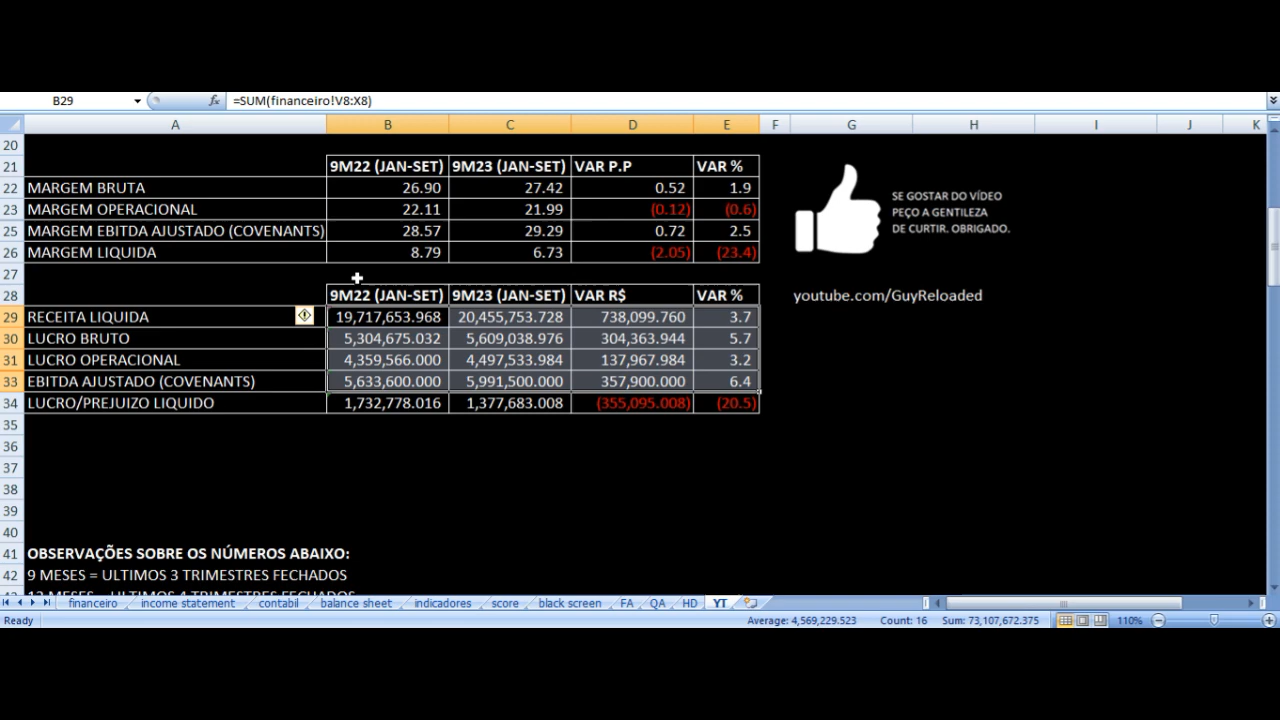 B29 fx =SUM(financeiro!V8:X8)
A B C D E F G H I J K
20
21 9M22 (JAN-SET) 9M23 (JAN-SET) VAR P.P VAR %
22 MARGEM BRUTA 26.90 27.42 0.52 1.9
23 MARGEM OPERACIONAL 22.11 21.99 (0.12) (0.6)
25 MARGEM EBITDA AJUSTADO (COVENANTS) 28.57 29.29 0.72 2.5
26 MARGEM LIQUIDA 8.79 6.73 (2.05) (23.4)
SE GOSTAR DO VÍDEO
PEÇO A GENTILEZA
DE CURTIR. OBRIGADO.
27
28 9M22 (JAN-SET) 9M23 (JAN-SET) VAR R$ VAR %
youtube.com/GuyReloaded
29 RECEITA LIQUIDA 19,717,653.968 20,455,753.728 738,099.760 3.7
30 LUCRO BRUTO 5,304,675.032 5,609,038.976 304,363.944 5.7
31 LUCRO OPERACIONAL 4,359,566.000 4,497,533.984 137,967.984 3.2
33 EBITDA AJUSTADO (COVENANTS) 5,633,600.000 5,991,500.000 357,900.000 6.4
34 LUCRO/PREJUIZO LIQUIDO 1,732,778.016 1,377,683.008 (355,095.008) (20.5)
35
36
37
38
39
40
41 OBSERVAÇÕES SOBRE OS NÚMEROS ABAIXO:
42 9 MESES = ULTIMOS 3 TRIMESTRES FECHADOS
43 12 MESES = ULTIMOS 4 TRIMESTRES FECHADOS
financeiro income statement contabil balance sheet indicadores score black screen FA QA HD YT
Ready Average: 4,569,229.523 Count: 16 Sum: 73,107,672.375 110%